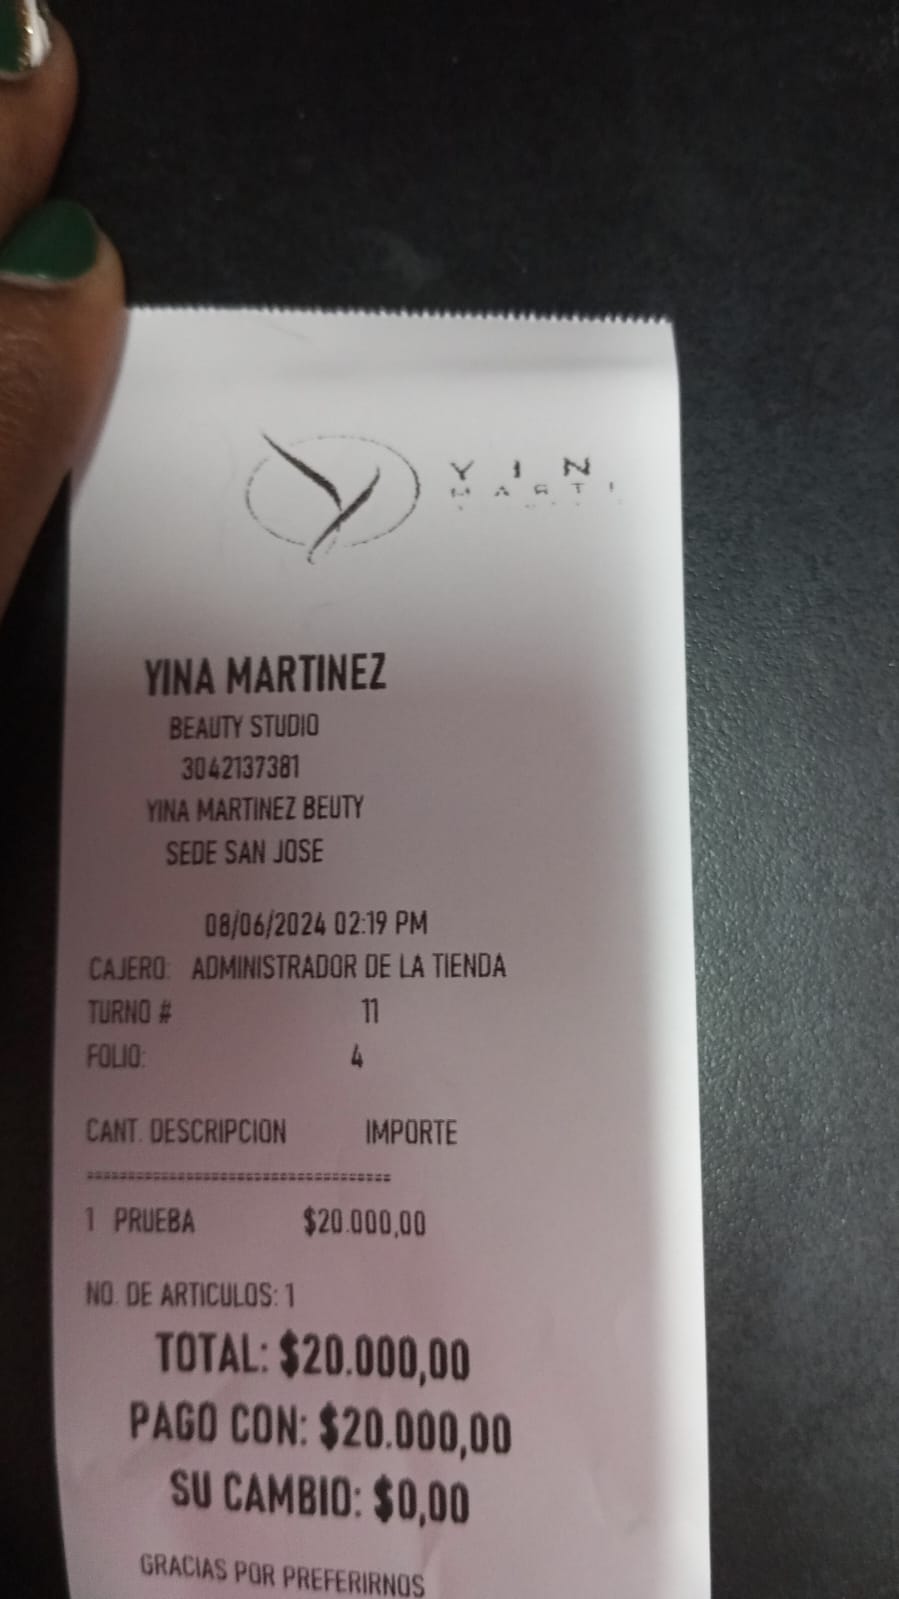 YIN
MARTI
YINA MARTINEZ
BEAUTY STUDIO
3042137381
YINA MARTINEZ BEUTY
SEDE SAN JOSE
08/06/2024 02:19 PM
CAJERO: ADMINISTRADOR DE LA TIENDA
TURNO # 11
FOLIO: 4
CANT. DESCRIPCION IMPORTE
=====================================
1 PRUEBA $20.000,00
NO. DE ARTICULOS: 1
TOTAL: $20.000,00
PAGO CON: $20.000,00
SU CAMBIO: $0,00
GRACIAS POR PREFERIRNOS